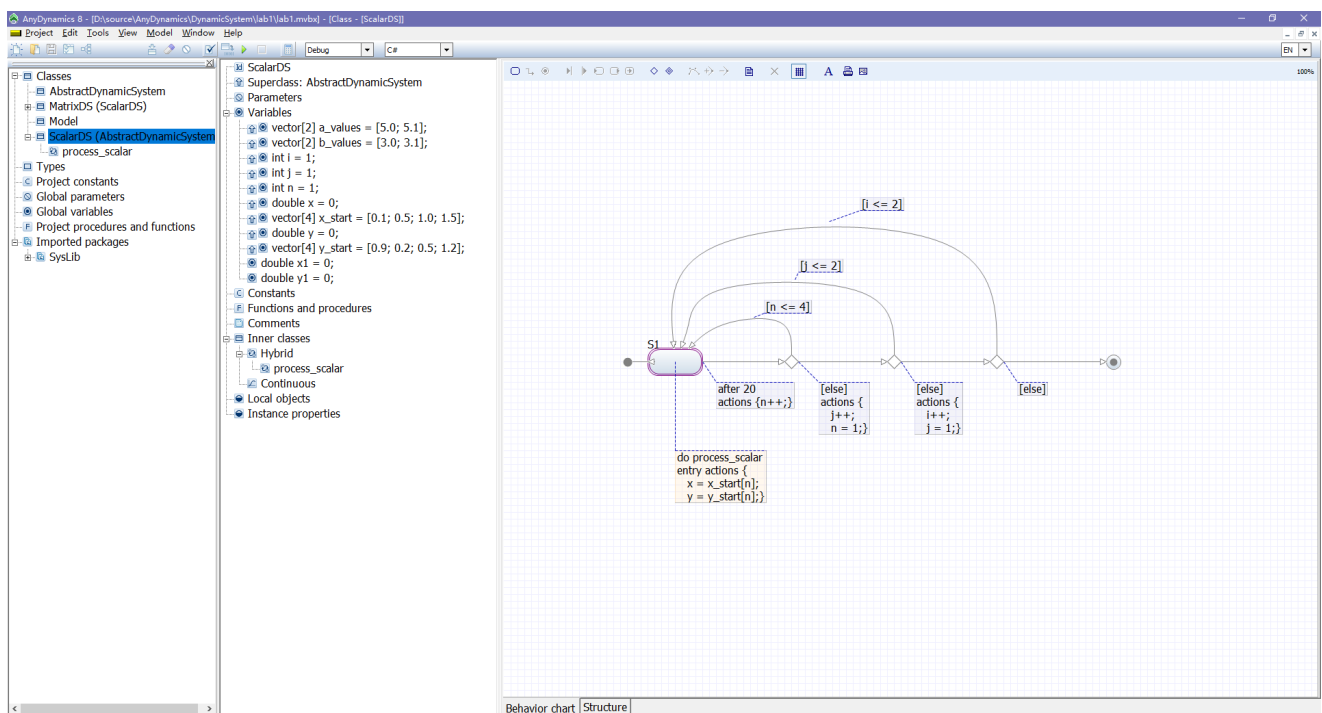 AnyDynamics 8 - [D:\source\AnyDynamics\DynamicSystem\lab1\lab1.mvbx] - [Class - [ScalarDS]]
Project Edit Tools View Model Window Help
Debug C# EN
Classes
AbstractDynamicSystem
MatrixDS (ScalarDS)
Model
ScalarDS (AbstractDynamicSystem
process_scalar
Types
Project constants
Global parameters
Global variables
Project procedures and functions
Imported packages
SysLib
ScalarDS
Superclass: AbstractDynamicSystem
Parameters
Variables
vector[2] a_values = [5.0; 5.1];
vector[2] b_values = [3.0; 3.1];
int i = 1;
int j = 1;
int n = 1;
double x = 0;
vector[4] x_start = [0.1; 0.5; 1.0; 1.5];
double y = 0;
vector[4] y_start = [0.9; 0.2; 0.5; 1.2];
double x1 = 0;
double y1 = 0;
Constants
Functions and procedures
Comments
Inner classes
Hybrid
process_scalar
Continuous
Local objects
Instance properties
100%
[i <= 2]
[j <= 2]
[n <= 4]
S1
after 20
actions {n++;}
[else]
actions {
j++;
n = 1;}
[else]
actions {
i++;
j = 1;}
[else]
do process_scalar
entry actions {
x = x_start[n];
y = y_start[n];}
Behavior chart Structure